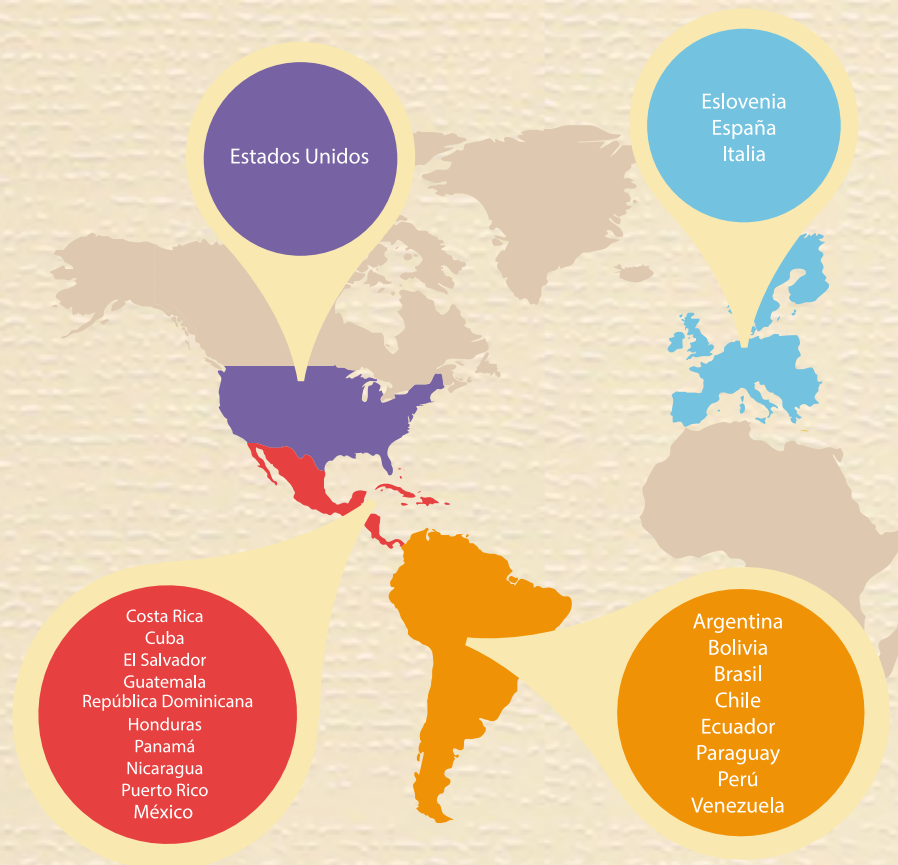 Estados Unidos
Eslovenia
España
Italia
Costa Rica
Cuba
El Salvador
Guatemala
República Dominicana
Honduras
Panamá
Nicaragua
Puerto Rico
México
Argentina
Bolivia
Brasil
Chile
Ecuador
Paraguay
Perú
Venezuela